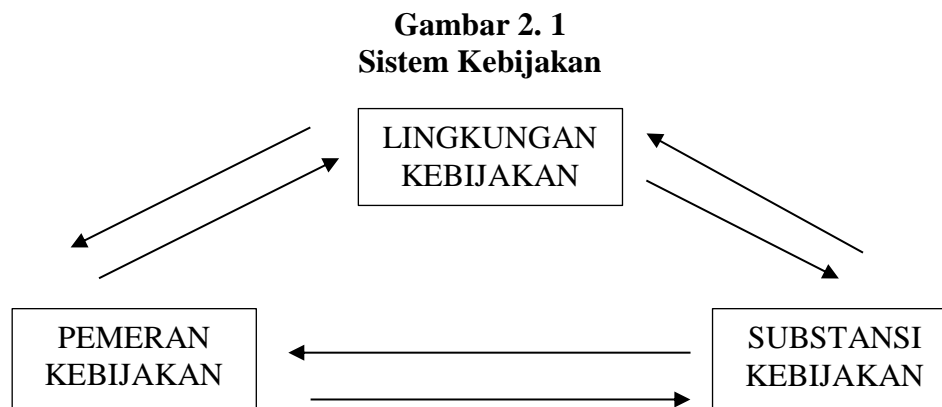 Gambar 2. 1
Sistem Kebijakan
LINGKUNGAN
KEBIJAKAN
PEMERAN
KEBIJAKAN
SUBSTANSI
KEBIJAKAN